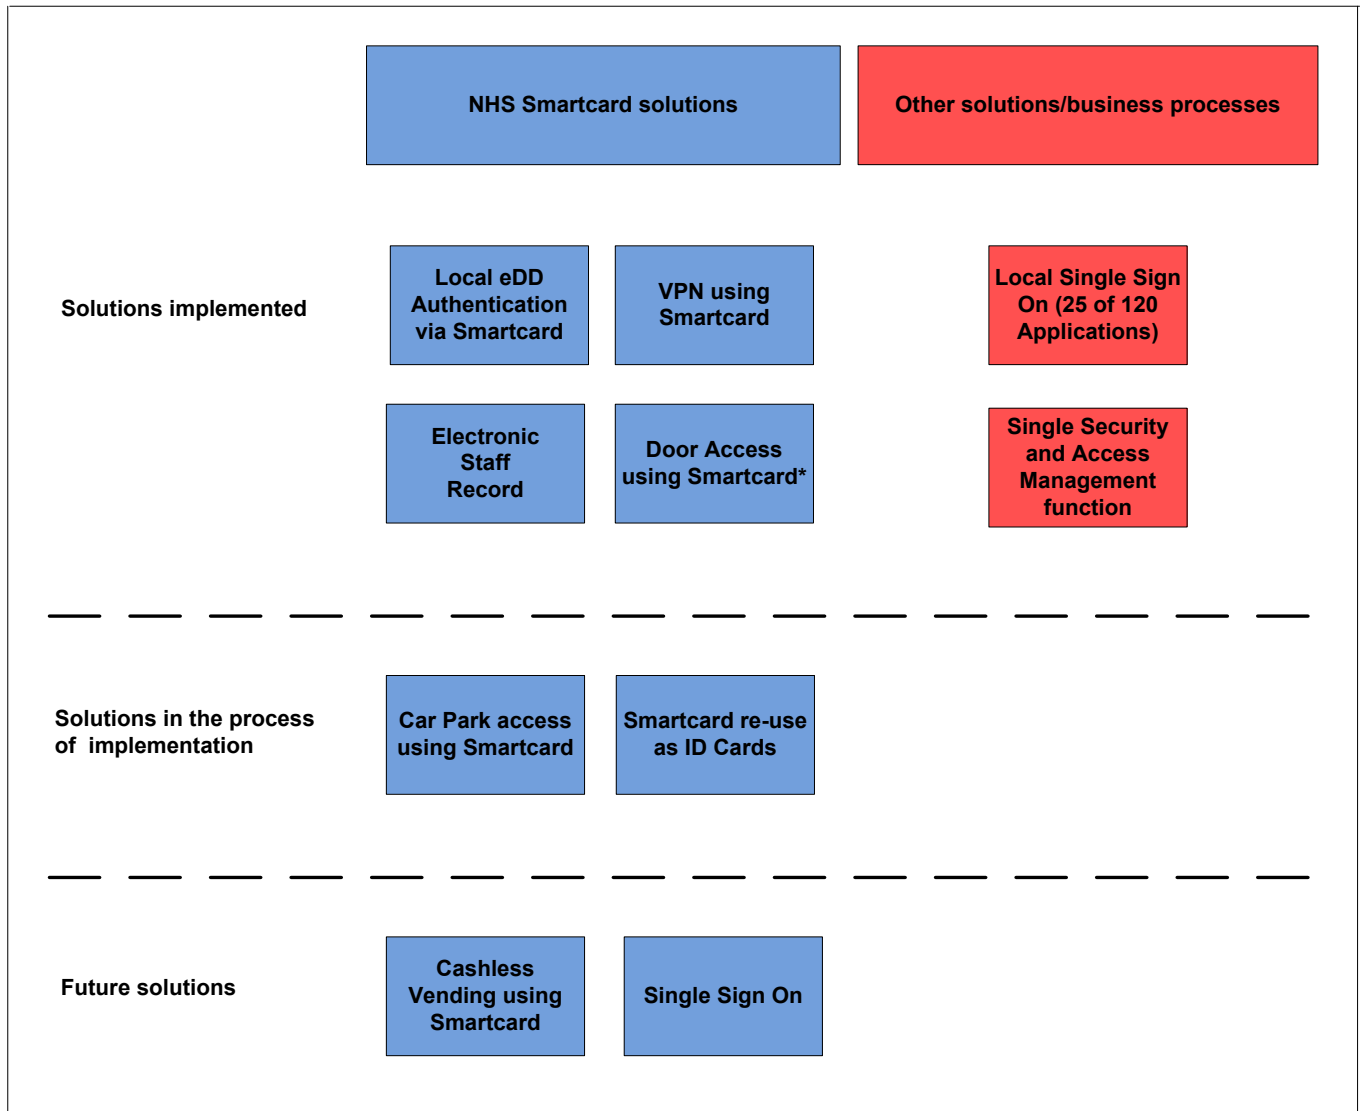 NHS Smartcard solutions
Other solutions/business processes
Solutions implemented
Local eDD
Authentication
via Smartcard
VPN using
Smartcard
Local Single Sign
On (25 of 120
Applications)
Electronic
Staff
Record
Door Access
using Smartcard*
Single Security
and Access
Management
function
Solutions in the process
of  implementation
Car Park access
using Smartcard
Smartcard re-use
as ID Cards
Future solutions
Cashless
Vending using
Smartcard
Single Sign On